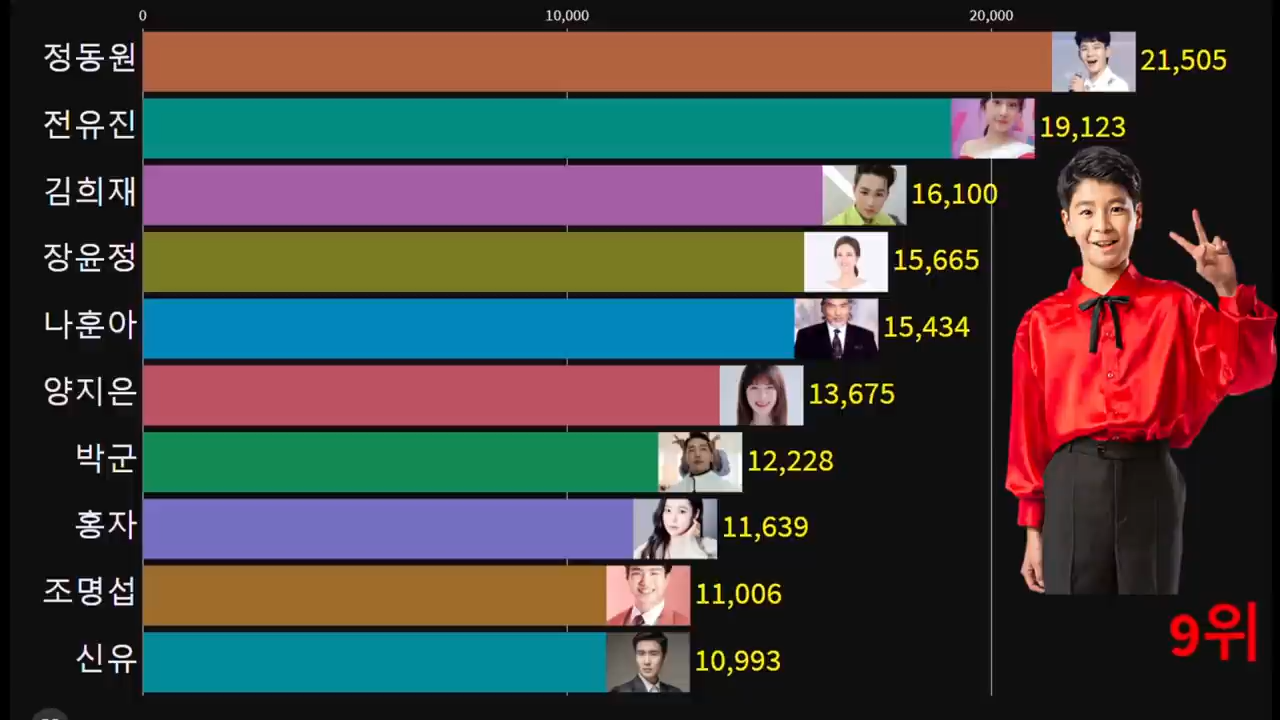 0 10,000 20,000
정동원 21,505
전유진 19,123
김희재 16,100
장윤정 15,665
나훈아 15,434
양지은 13,675
박군 12,228
홍자 11,639
조명섭 11,006
신유 10,993
9위